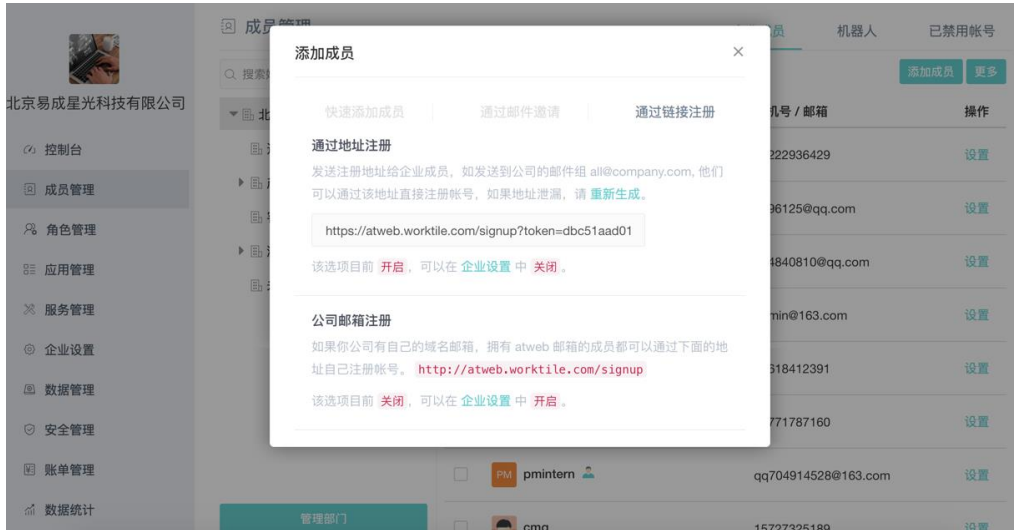 成员管理
成员
机器人
已禁用帐号
北京易成星光科技有限公司
控制台
成员管理
角色管理
应用管理
服务管理
企业设置
数据管理
安全管理
账单管理
数据统计
搜索
北
管理部门
添加成员
×
快速添加成员 通过邮件邀请 通过链接注册
通过地址注册
发送注册地址给企业成员，如发送到公司的邮件组 all@company.com, 他们
可以通过该地址直接注册帐号，如果地址泄漏，请 重新生成。
https://atweb.worktile.com/signup?token=dbc51aad01
该选项目前 开启，可以在 企业设置 中 关闭 。
公司邮箱注册
如果你公司有自己的域名邮箱，拥有 atweb 邮箱的成员都可以通过下面的地
址自己注册帐号。 http://atweb.worktile.com/signup
该选项目前 关闭，可以在 企业设置 中 开启 。
添加成员 更多
机号 / 邮箱 操作
222936429 设置
96125@qq.com 设置
4840810@qq.com 设置
min@163.com 设置
618412391 设置
771787160 设置
PM pmintern qq704914528@163.com 设置
cmg 15727325189 设置